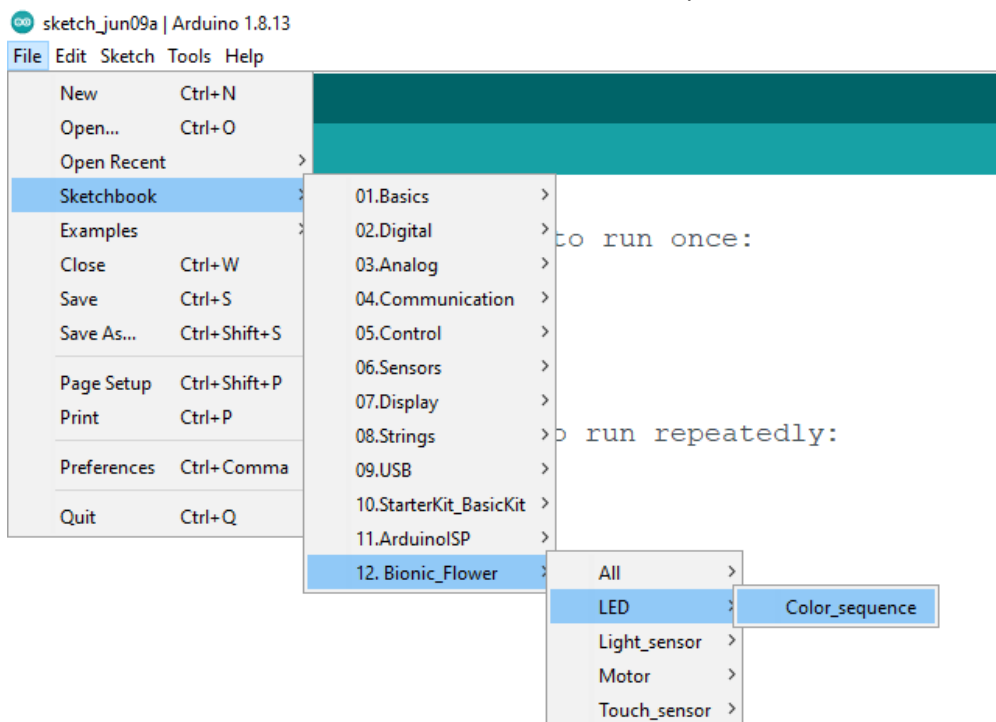 sketch_jun09a | Arduino 1.8.13
File Edit Sketch Tools Help
New Ctrl+N
Open... Ctrl+O
Open Recent >
Sketchbook >
Examples >
Close Ctrl+W
Save Ctrl+S
Save As... Ctrl+Shift+S
Page Setup Ctrl+Shift+P
Print Ctrl+P
Preferences Ctrl+Comma
Quit Ctrl+Q
01.Basics >
02.Digital >
03.Analog >
04.Communication >
05.Control >
06.Sensors >
07.Display >
08.Strings >
09.USB >
10.StarterKit_BasicKit >
11.ArduinoISP >
12. Bionic_Flower >
All >
LED >
Light_sensor >
Motor >
Touch_sensor >
Color_sequence
to run once:
run repeatedly: